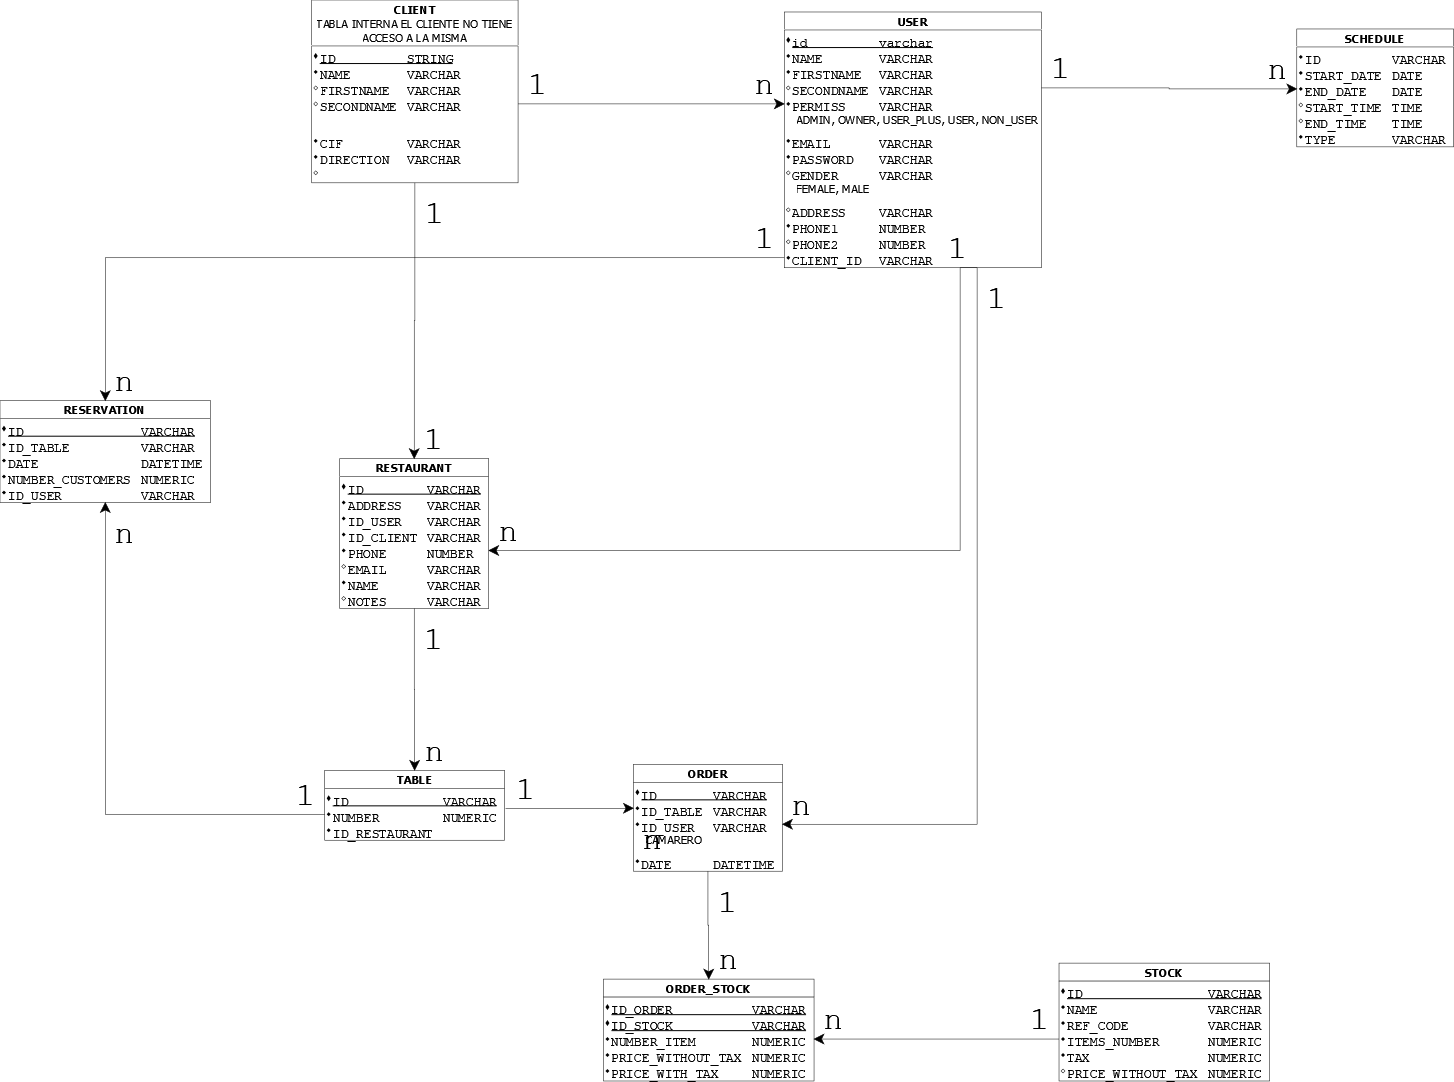 CLIENT
TABLA INTERNA EL CLIENTE NO TIENE
ACCESO A LA MISMA
ID STRING
NAME VARCHAR
FIRSTNAME VARCHAR
SECONDNAME VARCHAR
CIF VARCHAR
DIRECTION VARCHAR
1
n
USER
id varchar
NAME VARCHAR
FIRSTNAME VARCHAR
SECONDNAME VARCHAR
PERMISS VARCHAR
ADMIN, OWNER, USER_PLUS, USER, NON_USER
EMAIL VARCHAR
PASSWORD VARCHAR
GENDER VARCHAR
FEMALE, MALE
ADDRESS VARCHAR
PHONE1 NUMBER
PHONE2 NUMBER
CLIENT_ID VARCHAR
1
n
SCHEDULE
ID VARCHAR
START_DATE DATE
END_DATE DATE
START_TIME TIME
END_TIME TIME
TYPE VARCHAR
1
1
1
1
n
RESERVATION
ID VARCHAR
ID_TABLE VARCHAR
DATE DATETIME
NUMBER_CUSTOMERS NUMERIC
ID_USER VARCHAR
n
1
RESTAURANT
ID VARCHAR
ADDRESS VARCHAR
ID_USER VARCHAR
ID_CLIENT VARCHAR
PHONE NUMBER
EMAIL VARCHAR
NAME VARCHAR
NOTES VARCHAR
n
1
n
1
TABLE
ID VARCHAR
NUMBER NUMERIC
ID_RESTAURANT
1
ORDER
ID VARCHAR
ID_TABLE VARCHAR
ID_USER VARCHAR
CAMARERO
n
DATE DATETIME
n
1
n
ORDER_STOCK
ID_ORDER VARCHAR
ID_STOCK VARCHAR
NUMBER_ITEM NUMERIC
PRICE_WITHOUT_TAX NUMERIC
PRICE_WITH_TAX NUMERIC
n
1
STOCK
ID VARCHAR
NAME VARCHAR
REF_CODE VARCHAR
ITEMS_NUMBER NUMERIC
TAX NUMERIC
PRICE_WITHOUT_TAX NUMERIC